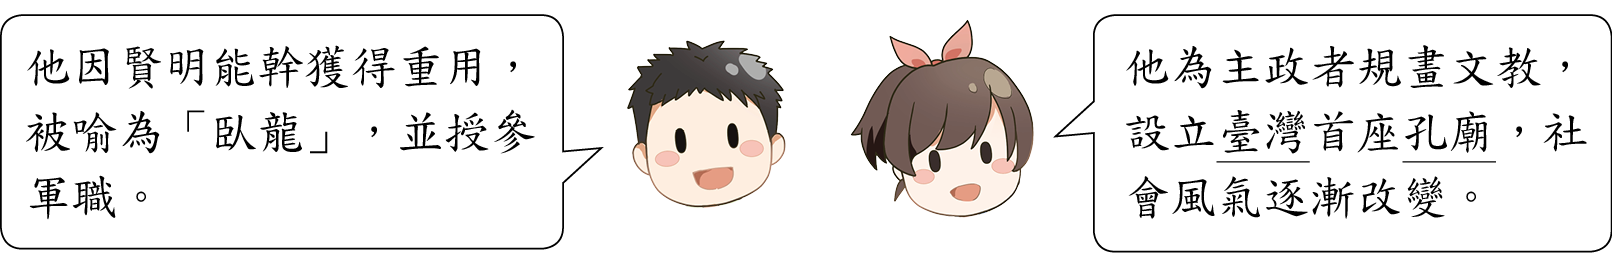 他因賢明能幹獲得重用，
被喻為「臥龍」，並授參
軍職。
他為主政者規畫文教，
設立臺灣首座孔廟，社
會風氣逐漸改變。